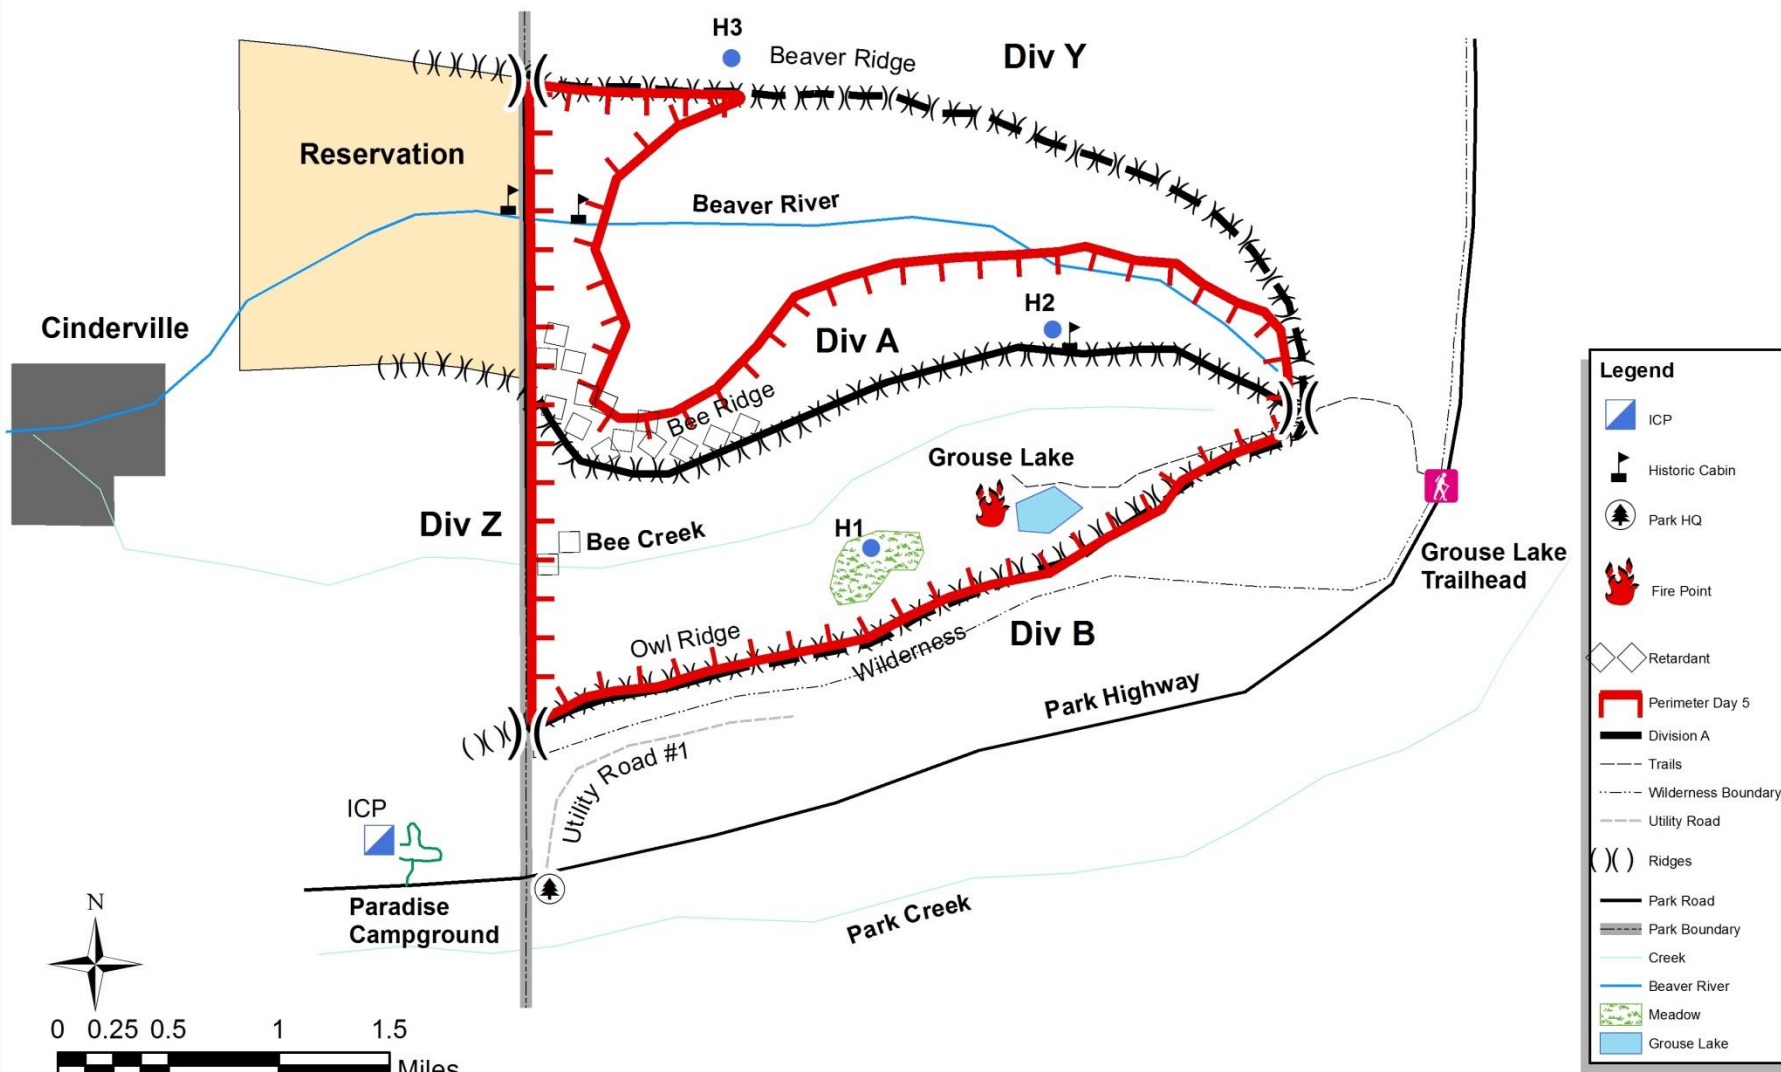 H3
Beaver Ridge
Div Y
Reservation
Beaver River
Cinderville
H2
Div A
Bee Ridge
Grouse Lake
Div Z
Bee Creek
H1
Grouse Lake
Trailhead
Owl Ridge
Wilderness
Div B
Park Highway
Utility Road #1
ICP
Paradise
Campground
Park Creek
N
0 0.25 0.5 1 1.5
Miles
Legend
ICP
Historic Cabin
Park HQ
Fire Point
Retardant
Perimeter Day 5
Division A
Trails
Wilderness Boundary
Utility Road
Ridges
Park Road
Park Boundary
Creek
Beaver River
Meadow
Grouse Lake